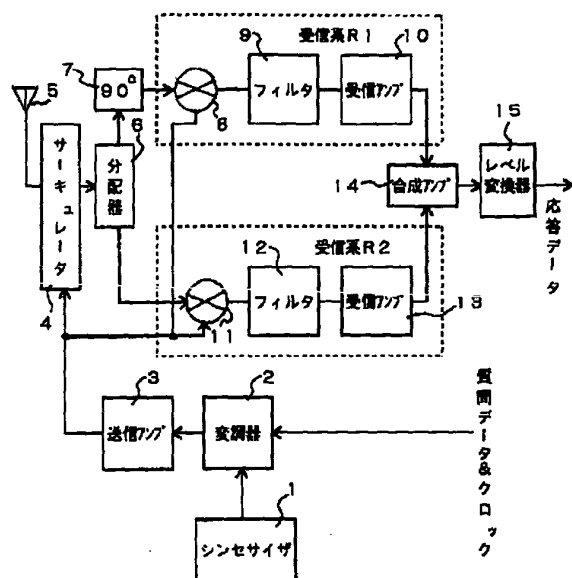 受信系R1
9
10
フィルタ
受信アンプ
7
90°
8
5
6
サーキュレータ
分配器
4
15
レベル
変換器
14
合成アンプ
応答データ
受信系R2
12
フィルタ
受信アンプ
11
13
3
送信アンプ
2
変調器
質問データ&クロック
1
シンセサイザ